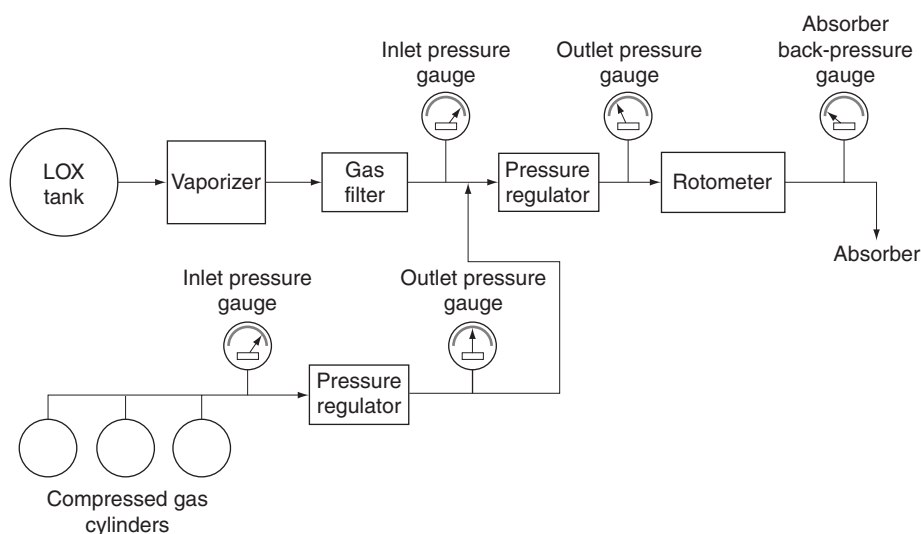 Absorber
back-pressure
gauge
Inlet pressure
gauge
Outlet pressure
gauge
LOX
tank
Vaporizer
Gas
filter
Pressure
regulator
Rotometer
Absorber
Inlet pressure
gauge
Outlet pressure
gauge
Pressure
regulator
Compressed gas
cylinders